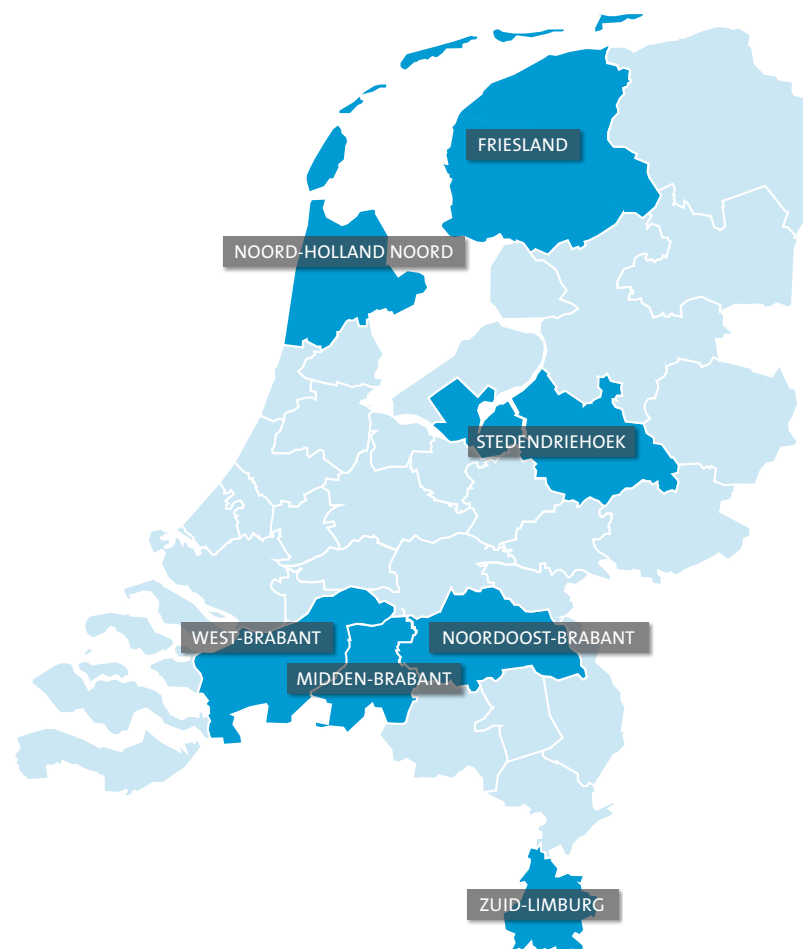 FRIESLAND
NOORD-HOLLAND NOORD
STEDENDRIEHOEK
WEST-BRABANT
NOORDOOST-BRABANT
MIDDEN-BRABANT
ZUID-LIMBURG